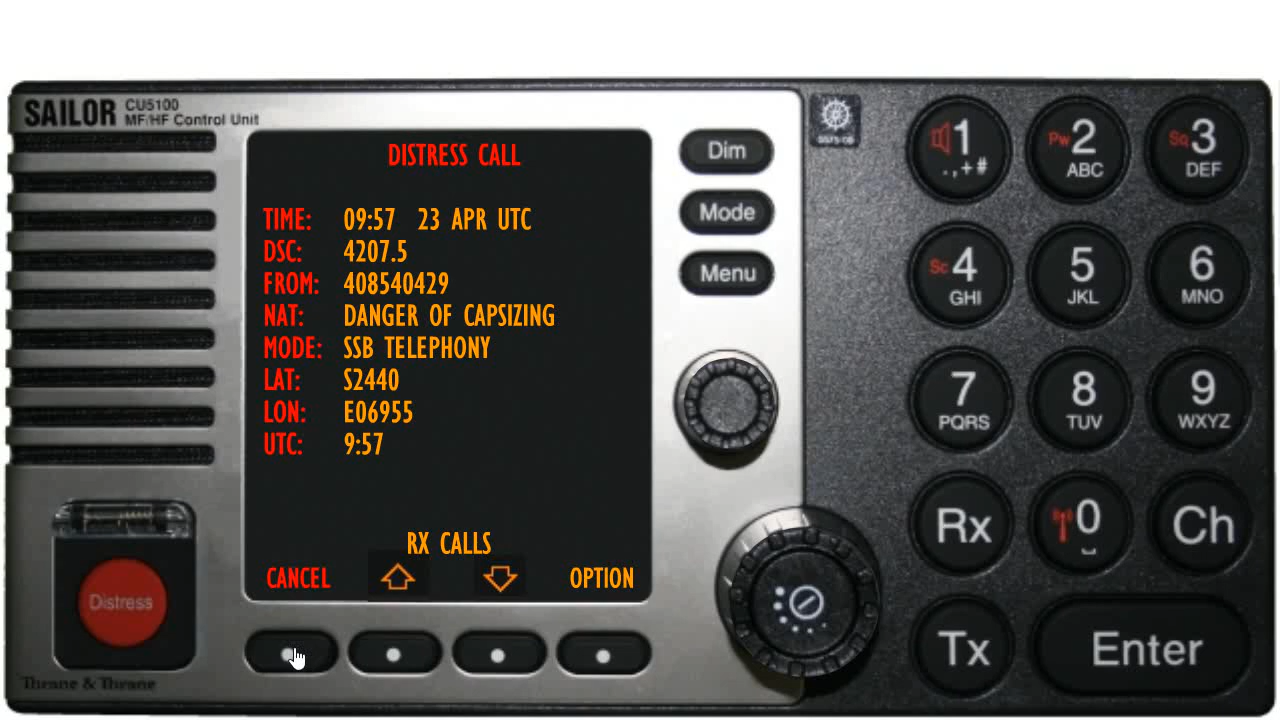 SAILOR CU5100
MF/HF Control Unit
DISTRESS CALL
TIME: 09:57 23 APR UTC
DSC: 4207.5
FROM: 408540429
NAT: DANGER OF CAPSIZING
MODE: SSB TELEPHONY
LAT: S2440
LON: E06955
UTC: 9:57
RX CALLS
CANCEL OPTION
Distress
Thrane & Thrane
Dim
Mode
Menu
1 .,+#
Pw 2 ABC
Sq 3 DEF
Sc 4 GHI
5 JKL
6 MNO
7 PQRS
8 TUV
9 WXYZ
Rx
0
Ch
Tx
Enter